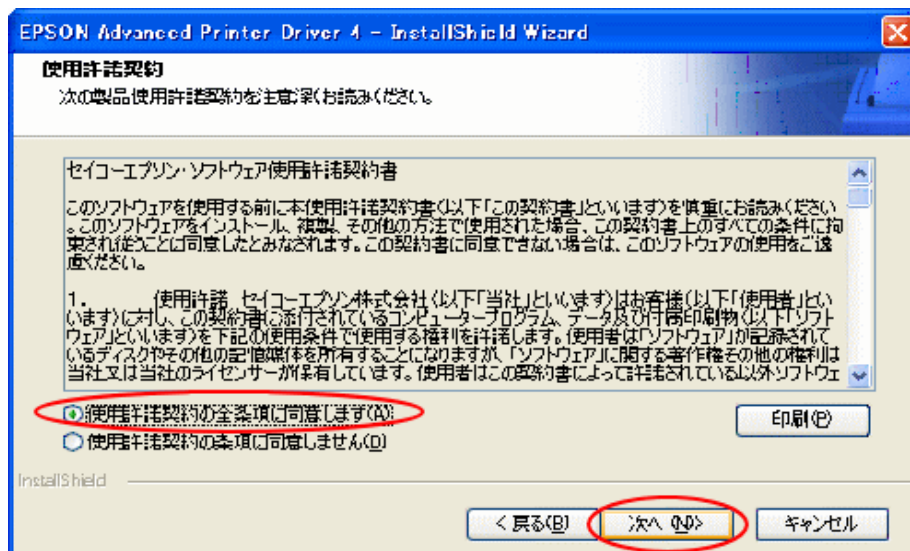 EPSON Advanced Printer Driver 4 - InstallShield Wizard
使用許諾契約
次の製品使用許諾契約を注意深くお読みください。
セイコーエプソン・ソフトウェア使用許諾契約書
このソフトウェアを使用する前に本使用許諾契約書(以下「この契約書」といいます)を慎重にお読みください
。このソフトウェアをインストール、複製、その他の方法で使用された場合、この契約書上のすべての条件に拘
束され従うことに同意したとみなされます。この契約書に同意できない場合は、このソフトウェアの使用をご遠
慮ください。
1. 使用許諾 セイコーエプソン株式会社(以下「当社」といいます)はお客様(以下「使用者」とい
います)に対し、この契約書に添付されているコンピュータープログラム、データ及び付属印刷物(以下「ソフト
ウェア」といいます)を下記の使用条件で使用する権利を許諾します。使用者は「ソフトウェア」が記録されて
いるディスクやその他の記憶媒体を所有することになりますが、「ソフトウェア」に関する著作権その他の権利は
当社又は当社のライセンサーが保有しています。使用者はこの契約書によって許諾されている以外ソフトウェ
使用許諾契約の全条項に同意します(A)
印刷(P)
使用許諾契約の条項に同意しません(D)
InstallShield
< 戻る(B)
次へ (N)>
キャンセル